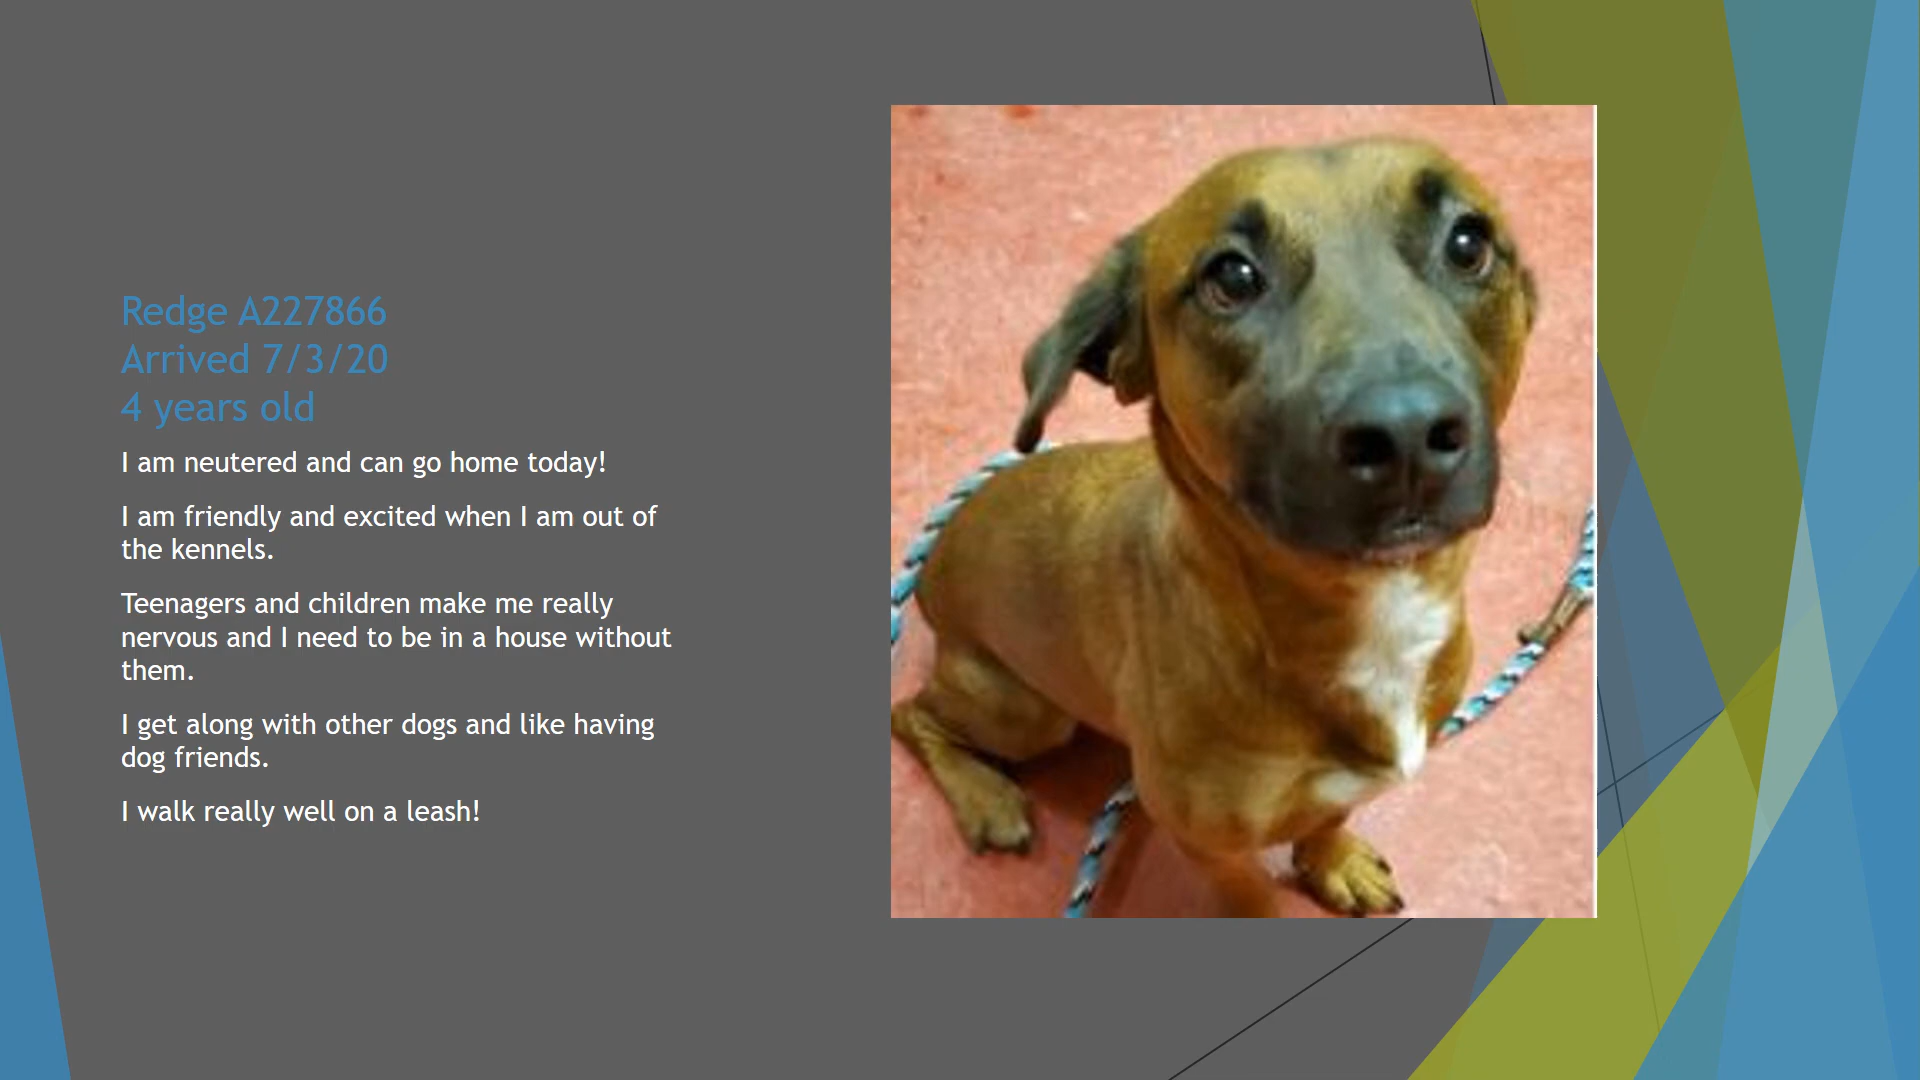 Redge A227866
Arrived 7/3/20
4 years old
I am neutered and can go home today!
I am friendly and excited when I am out of
the kennels.
Teenagers and children make me really
nervous and I need to be in a house without
them.
I get along with other dogs and like having
dog friends.
I walk really well on a leash!